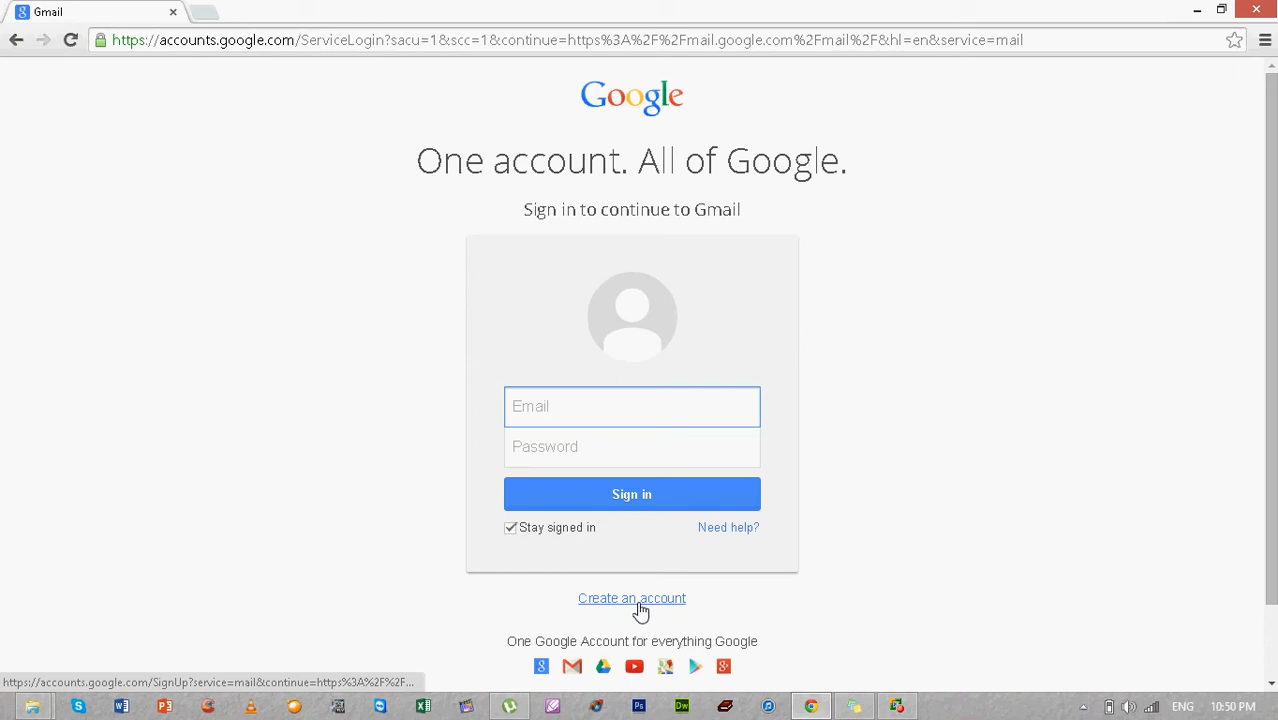 Gmail
https://accounts.google.com/ServiceLogin?sacu=1&scc=1&continue=https%3A%2F%2Fmail.google.com%2Fmail%2F&hl=en&service=mail
Google
One account. All of Google.
Sign in to continue to Gmail
Email
Password
Sign in
Stay signed in
Need help?
Create an account
One Google Account for everything Google
https://accounts.google.com/SignUp?service=mail&continue=https%3A%2F%2F...
ENG
10:50 PM